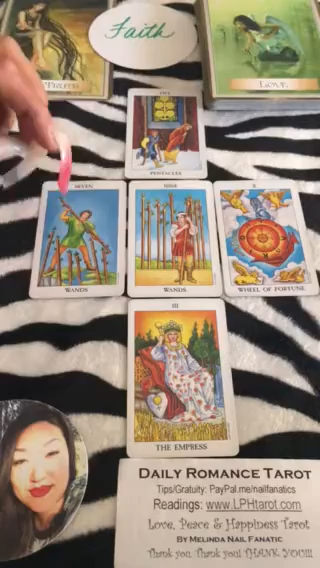 Faith
LOVE
PENTACLES
SEVEN
WANDS
NINE
WANDS
X
WHEEL of FORTUNE
III
THE EMPRESS
DAILY ROMANCE TAROT
Tips/Gratuity: PayPal.me/nailfanatics
Readings: www.LPHtarot.com
Love, Peace & Happiness Tarot
BY MELINDA NAIL FANATIC
Thank you, Thank you! THANK YOU!!!